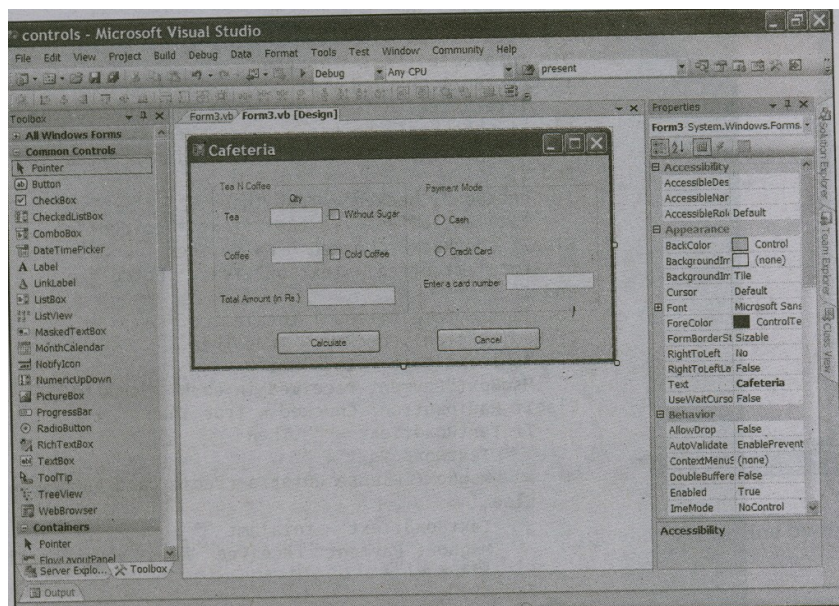 controls - Microsoft Visual Studio
File Edit View Project Build Debug Data Format Tools Test Window Community Help
Debug Any CPU present
Toolbox
All Windows Forms
Common Controls
Pointer
Button
CheckBox
CheckedListBox
ComboBox
DateTimePicker
Label
LinkLabel
ListBox
ListView
MaskedTextBox
MonthCalendar
NotifyIcon
NumericUpDown
PictureBox
ProgressBar
RadioButton
RichTextBox
TextBox
ToolTip
TreeView
WebBrowser
Containers
Pointer
FlowLayoutPanel
Server Explo... Toolbox
Output
Form3.vb Form3.vb [Design]
Cafeteria
Tea N Coffee
Qty
Tea Without Sugar
Coffee Cold Coffee
Total Amount (in Rs.)
Payment Mode
Cash
Credit Card
Enter a card number
Calculate Cancel
Properties
Form3 System.Windows.Forms.
Accessibility
AccessibleDes
AccessibleNar
AccessibleRole Default
Appearance
BackColor Control
BackgroundIm (none)
BackgroundIm Tile
Cursor Default
Font Microsoft Sans
ForeColor ControlTe
FormBorderSt Sizable
RightToLeft No
RightToLeftLa False
Text Cafeteria
UseWaitCurso False
Behavior
AllowDrop False
AutoValidate EnablePrevent
ContextMenuS (none)
DoubleBuffere False
Enabled True
ImeMode NoControl
Accessibility
Solution Explorer
Team Explorer
Class View